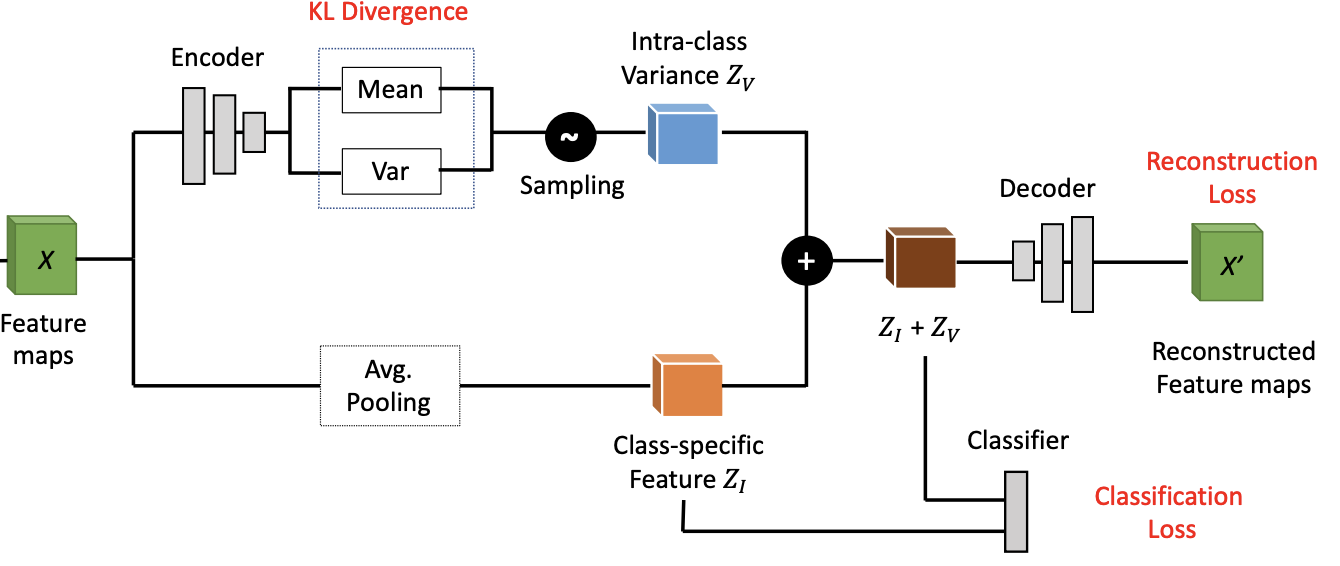 KL Divergence
Encoder
Mean
Var
~
Sampling
Intra-class
Variance Z_V
X
Feature
maps
Avg.
Pooling
Class-specific
Feature Z_I
+
Z_I + Z_V
Decoder
Reconstruction
Loss
X’
Reconstructed
Feature maps
Classifier
Classification
Loss